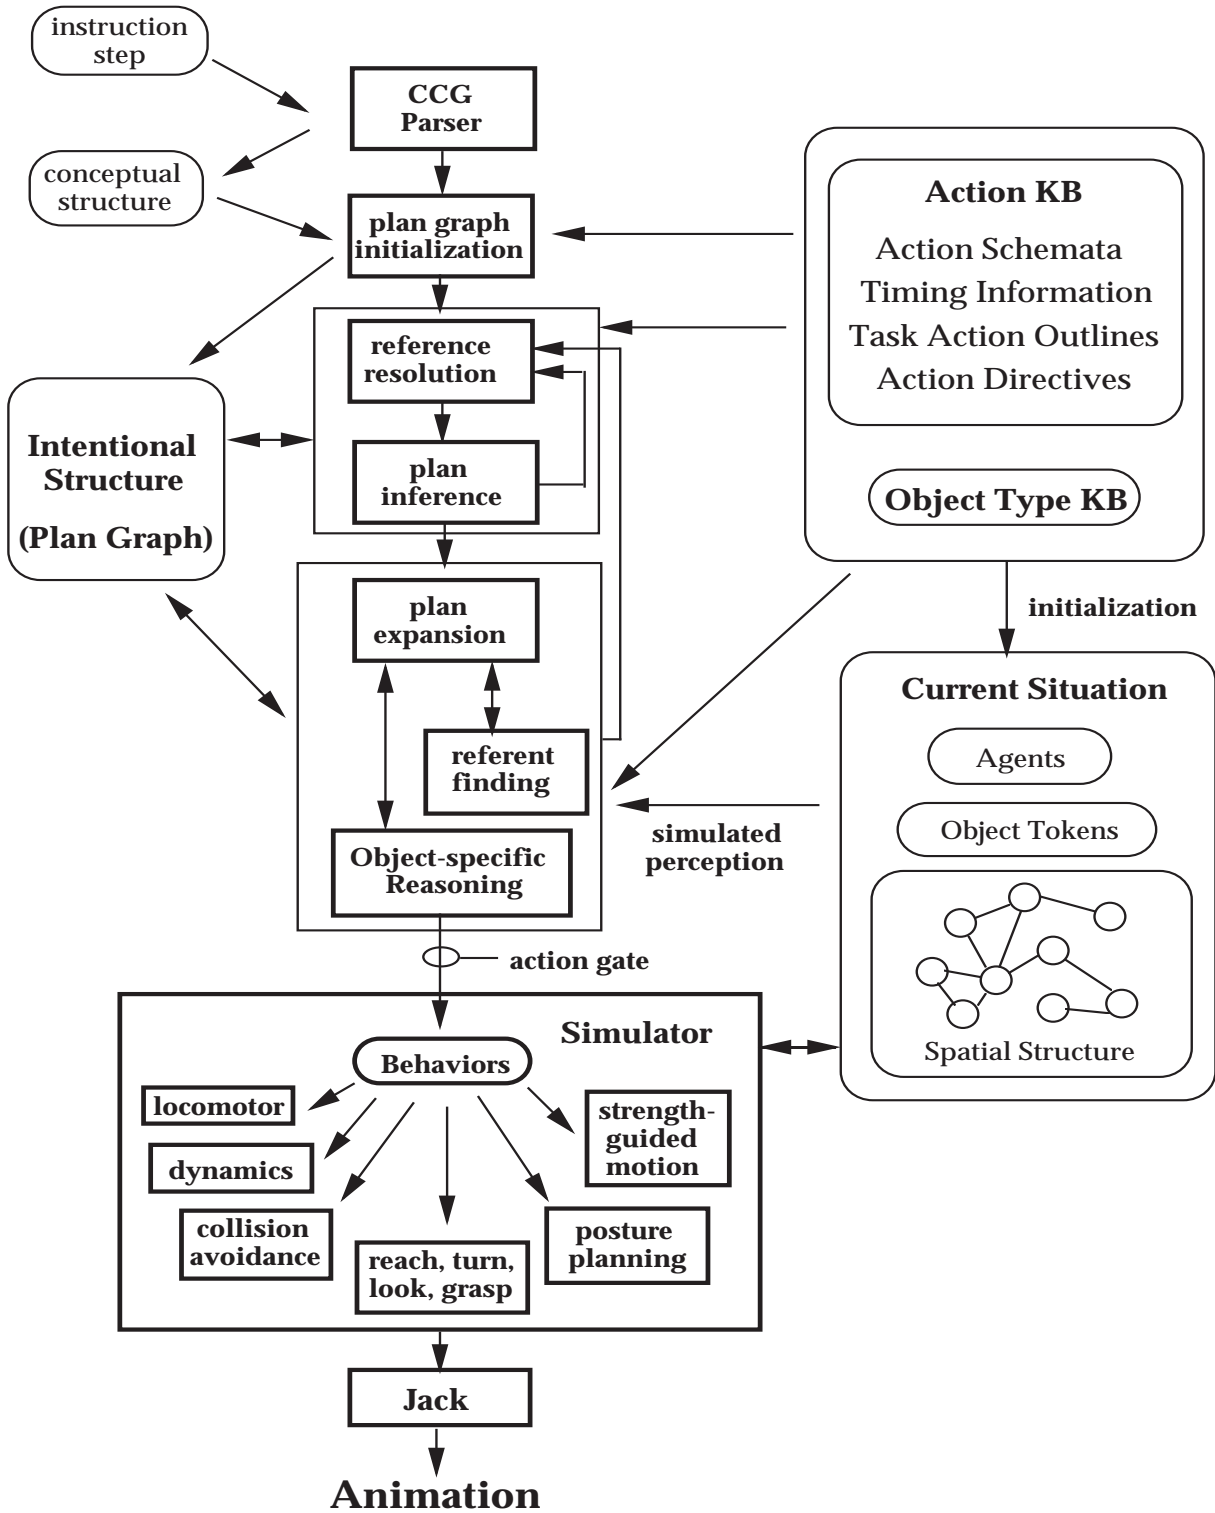 instruction
step
CCG
Parser
conceptual
structure
plan graph
initialization
Action KB
Action Schemata
Timing Information
Task Action Outlines
Action Directives
Object Type KB
reference
resolution
plan
inference
Intentional
Structure
(Plan Graph)
plan
expansion
referent
finding
Object-specific
Reasoning
initialization
Current Situation
Agents
Object Tokens
Spatial Structure
simulated
perception
action gate
Simulator
Behaviors
locomotor
dynamics
collision
avoidance
reach, turn,
look, grasp
posture
planning
strength-
guided
motion
Jack
Animation